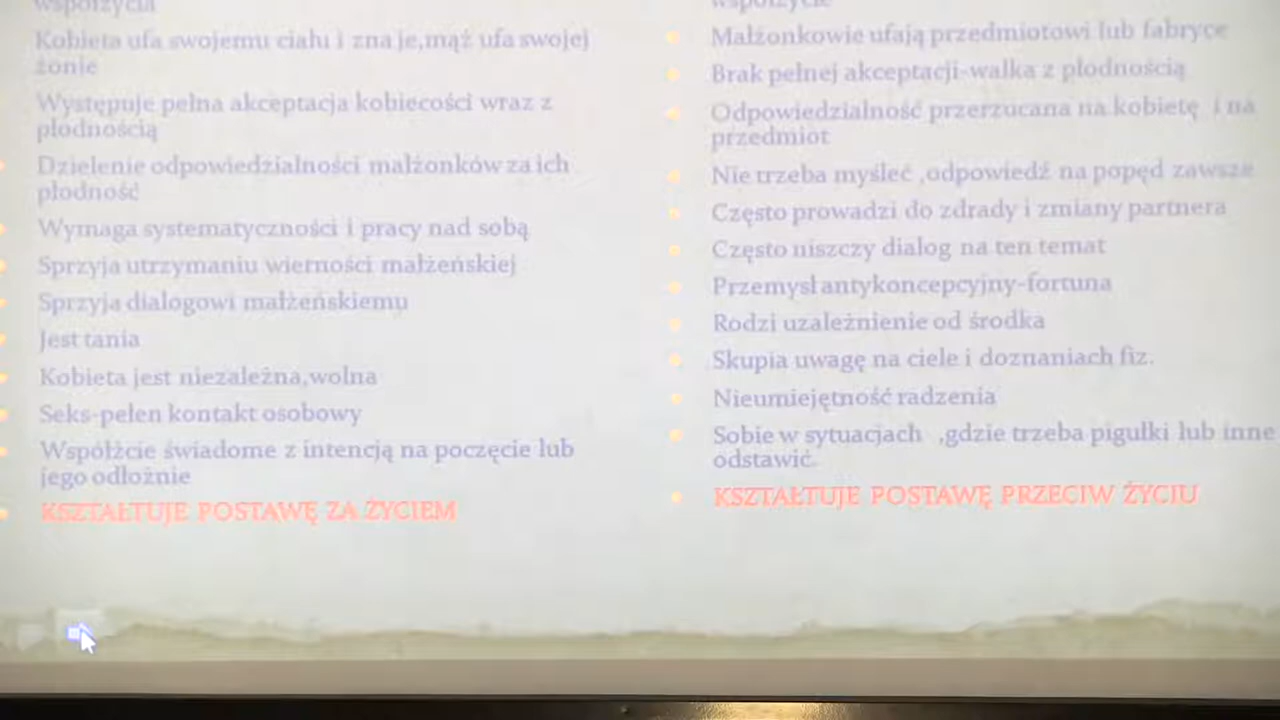 współżycia
Kobieta ufa swojemu ciału i zna je,mąż ufa swojej
żonie
Występuje pełna akceptacja kobiecości wraz z
płodnością
Dzielenie odpowiedzialności małżonków za ich
płodność
Wymaga systematyczności i pracy nad sobą
Sprzyja utrzymaniu wierności małżeńskiej
Sprzyja dialogowi małżeńskiemu
Jest tania
Kobieta jest niezależna,wolna
Seks-pełen kontakt osobowy
Współżcie świadome z intencją na poczęcie lub
jego odłożnie
KSZTAŁTUJE POSTAWĘ ZA ŻYCIEM
współżycie
Małżonkowie ufają przedmiotowi lub fabryce
Brak pełnej akceptacji-walka z płodnością
Odpowiedzialność przerzucana na kobietę i na
przedmiot
Nie trzeba myśleć ,odpowiedź na popęd zawsze
Często prowadzi do zdrady i zmiany partnera
Często niszczy dialog na ten temat
Przemysł antykoncepcyjny-fortuna
Rodzi uzależnienie od środka
Skupia uwagę na ciele i doznaniach fiz.
Nieumiejętność radzenia
Sobie w sytuacjach ,gdzie trzeba pigułki lub inne
odstawić.
KSZTAŁTUJE POSTAWĘ PRZECIW ŻYCIU